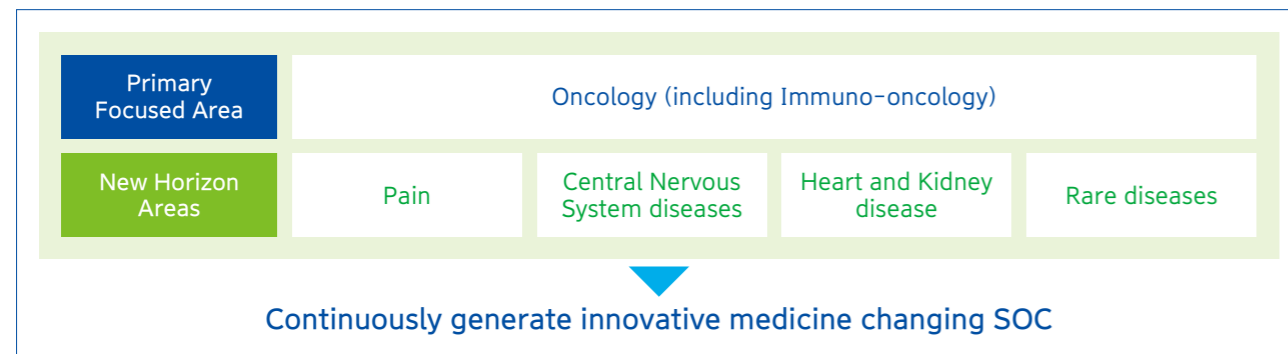 Primary
Focused Area
Oncology (including Immuno-oncology)
New Horizon
Areas
Pain
Central Nervous
System diseases
Heart and Kidney
disease
Rare diseases
Continuously generate innovative medicine changing SOC